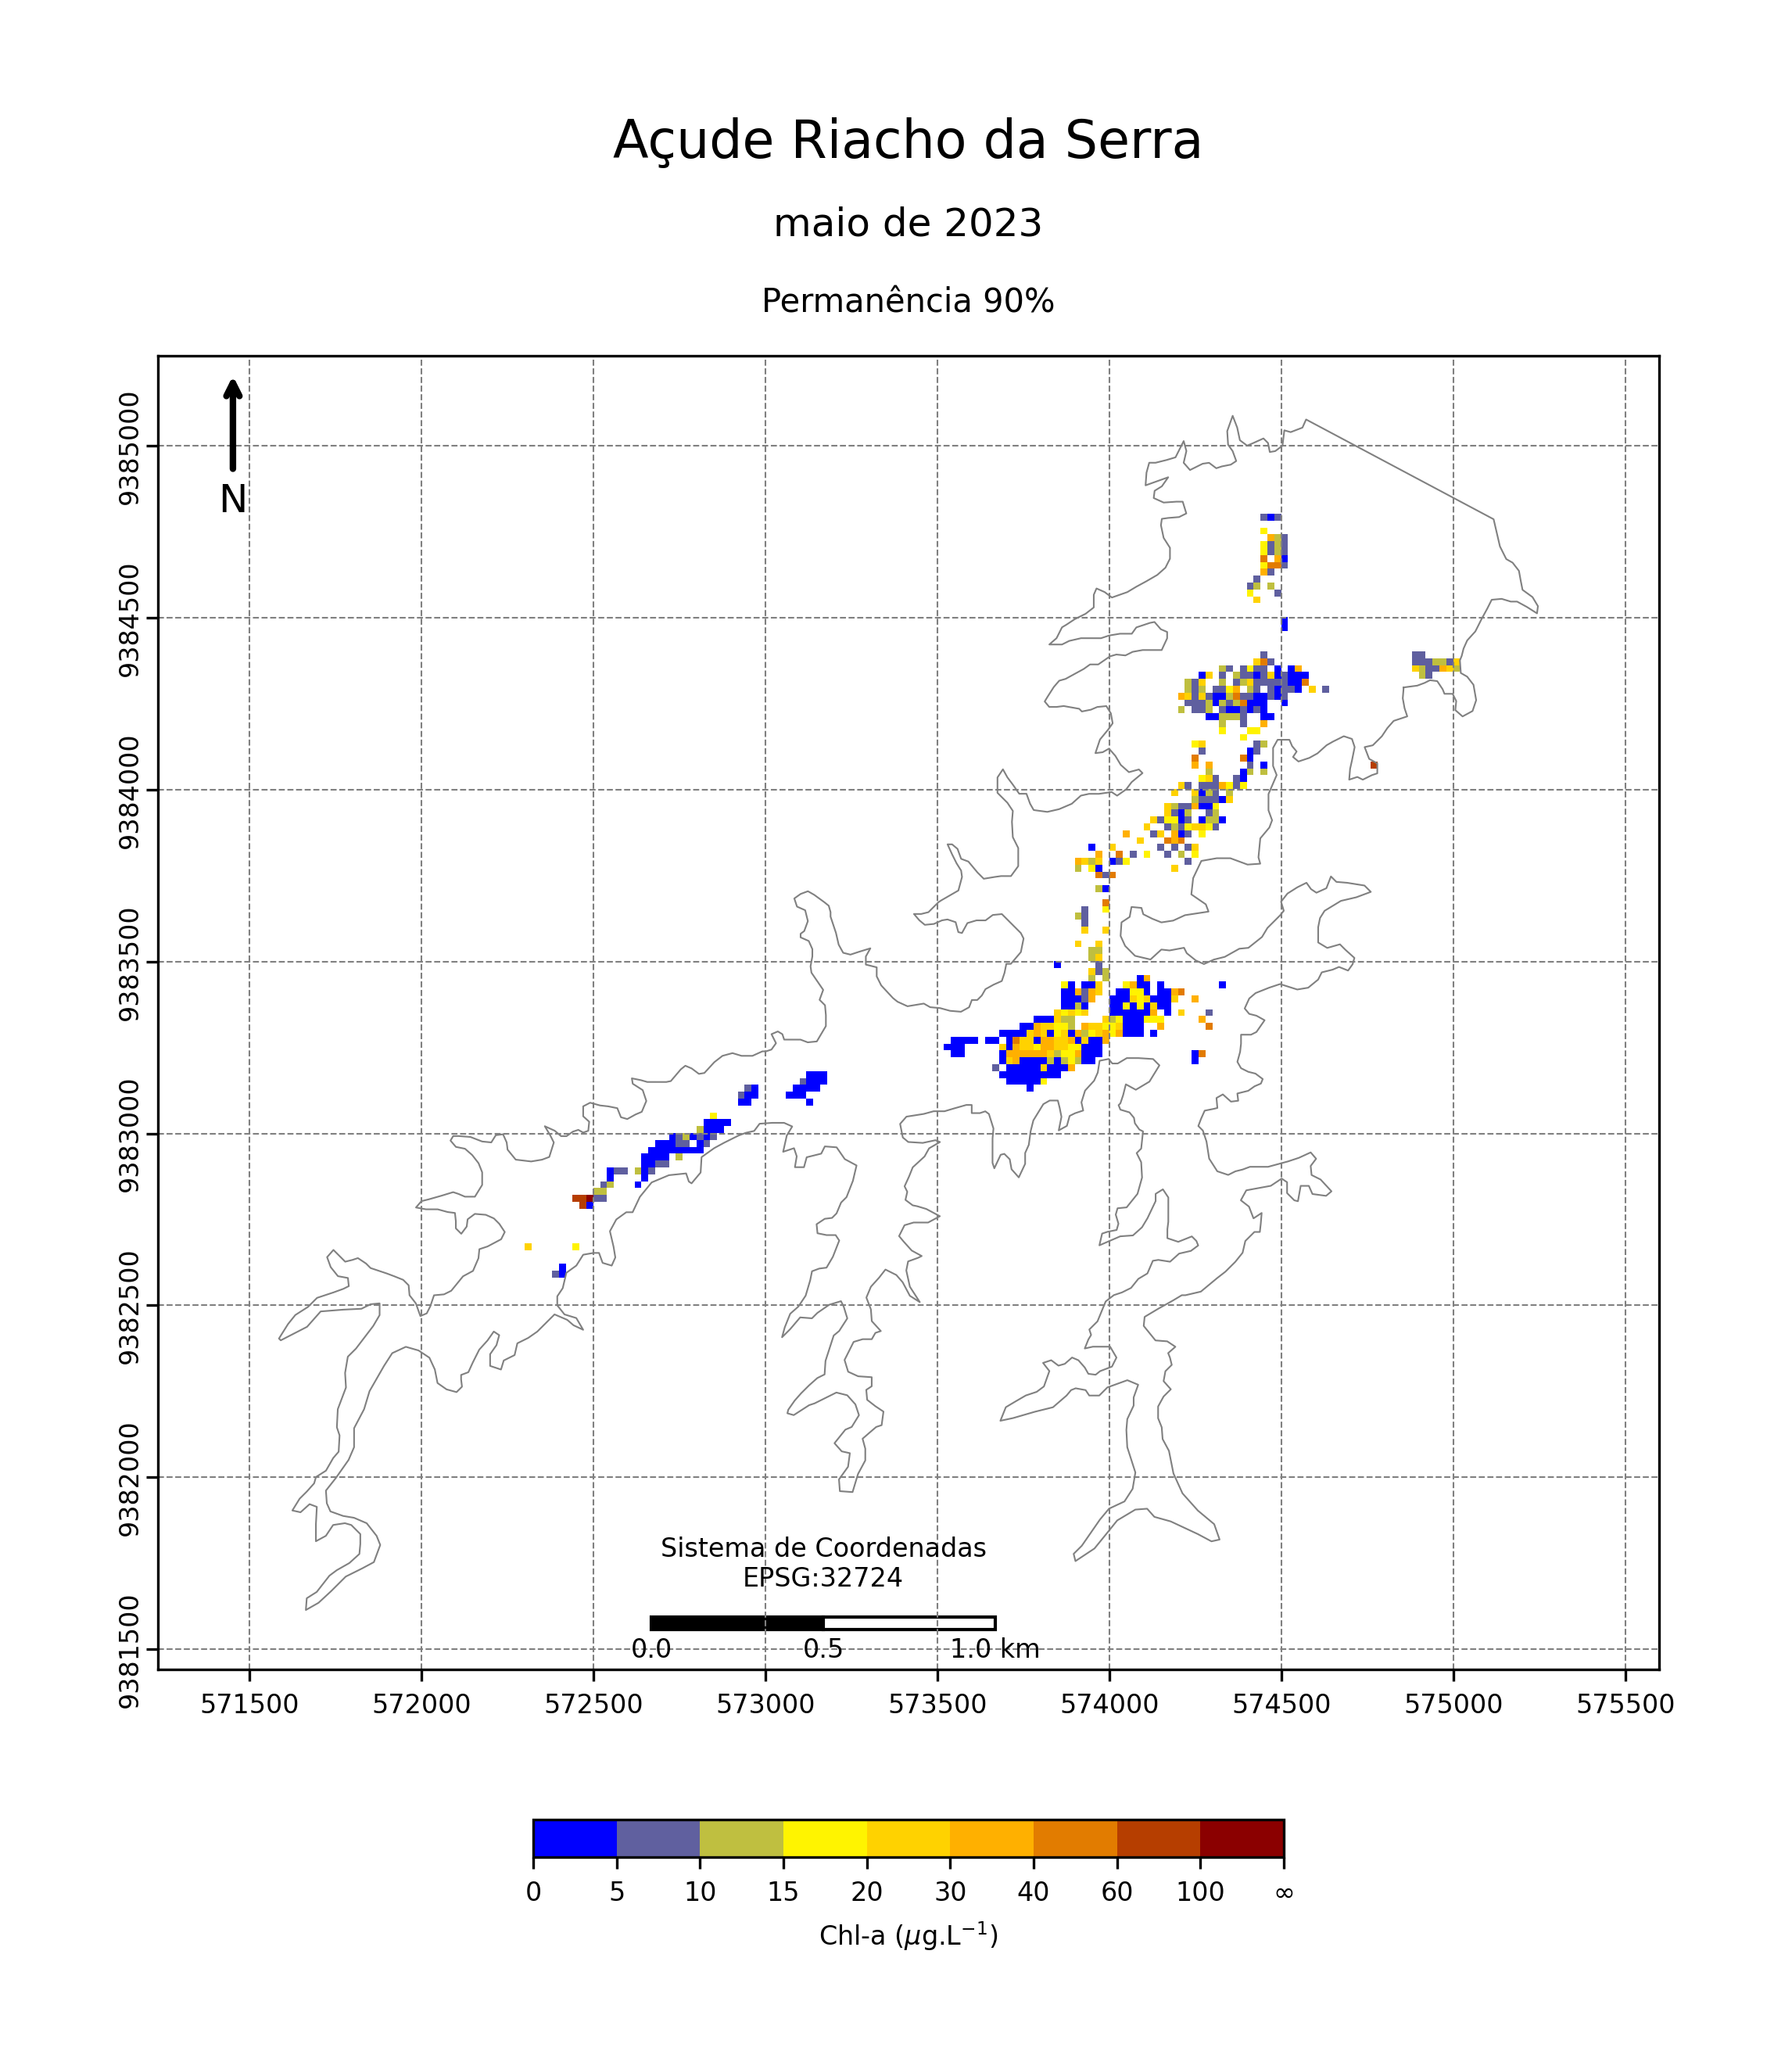 Açude Riacho da Serra
maio de 2023
Permanência 90%
N
9385000
9384500
9384000
9383500
9383000
9382500
9382000
9381500
Sistema de Coordenadas
EPSG:32724
0.0 0.5 1.0 km
571500 572000 572500 573000 573500 574000 574500 575000 575500
0 5 10 15 20 30 40 60 100 ∞
Chl-a (μg.L⁻¹)